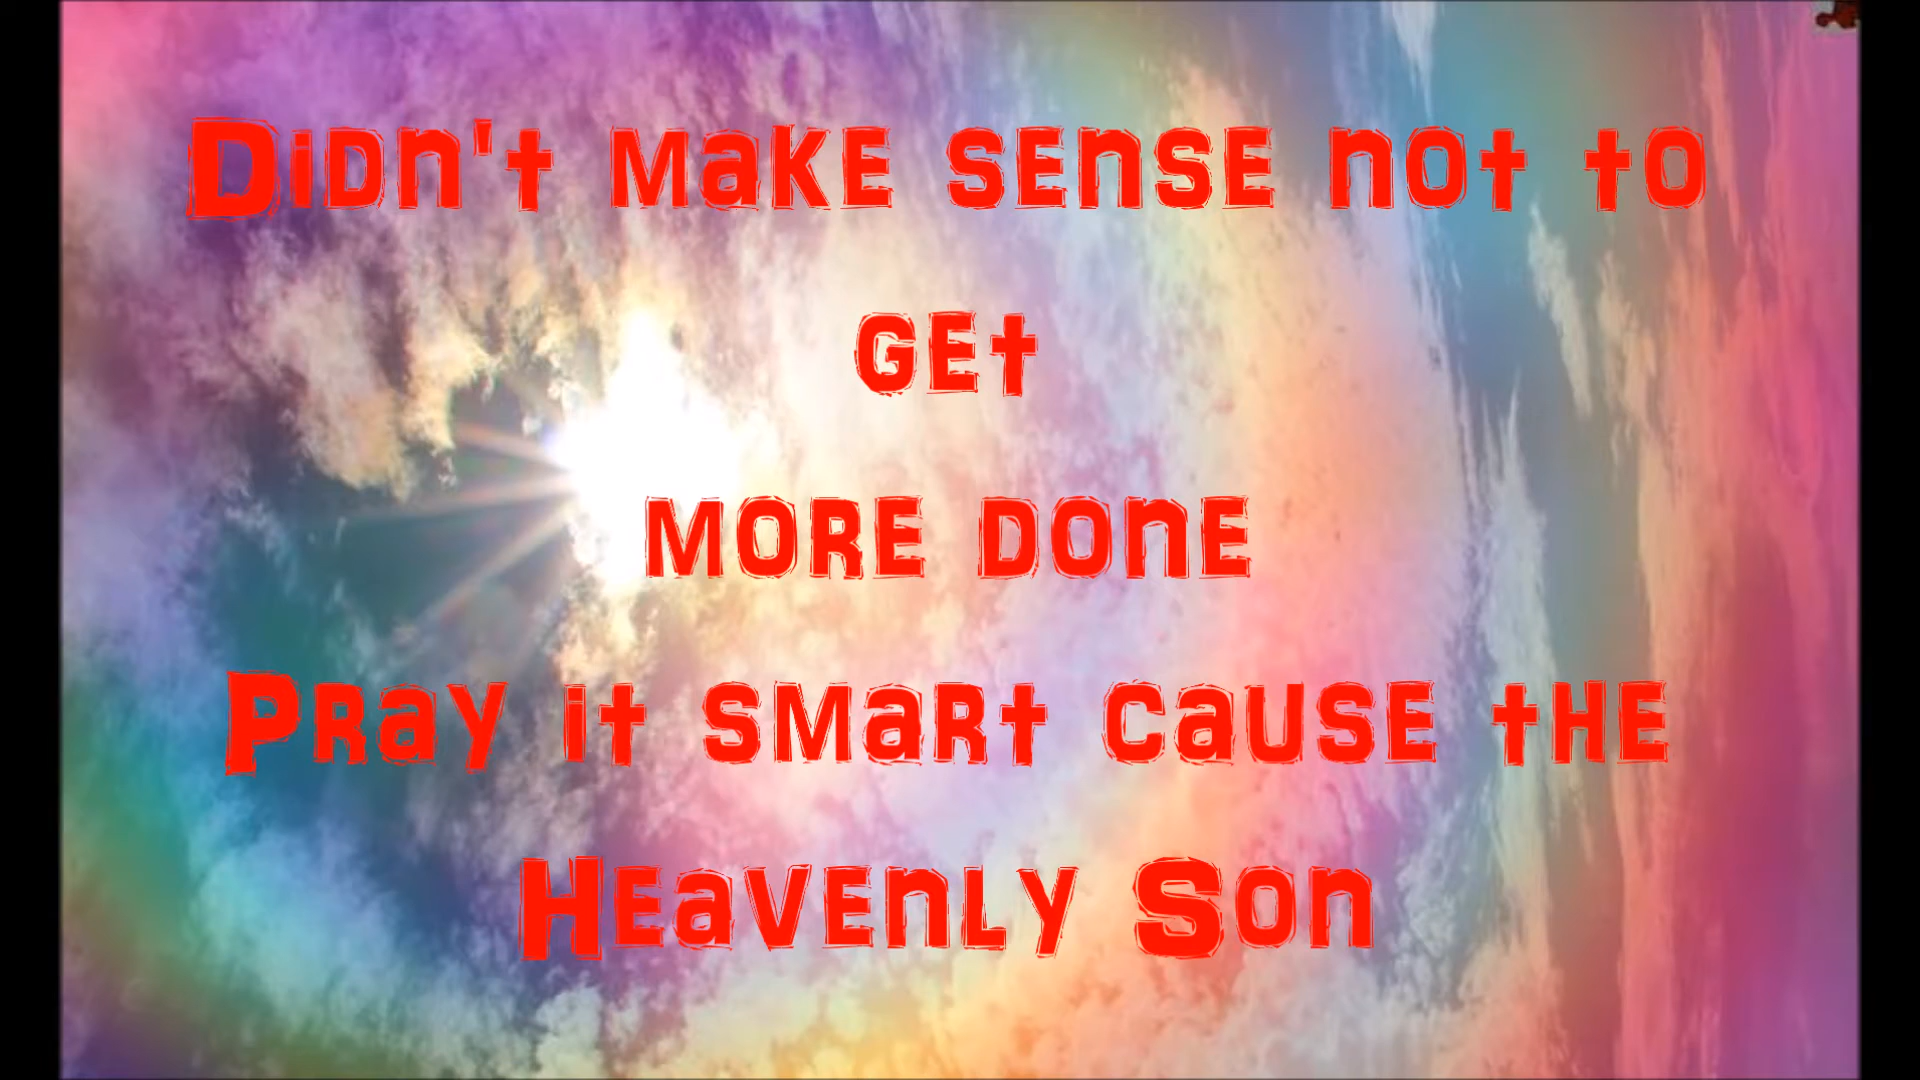 Didn't make sense not to
get
more done
Pray it smart cause the
Heavenly Son